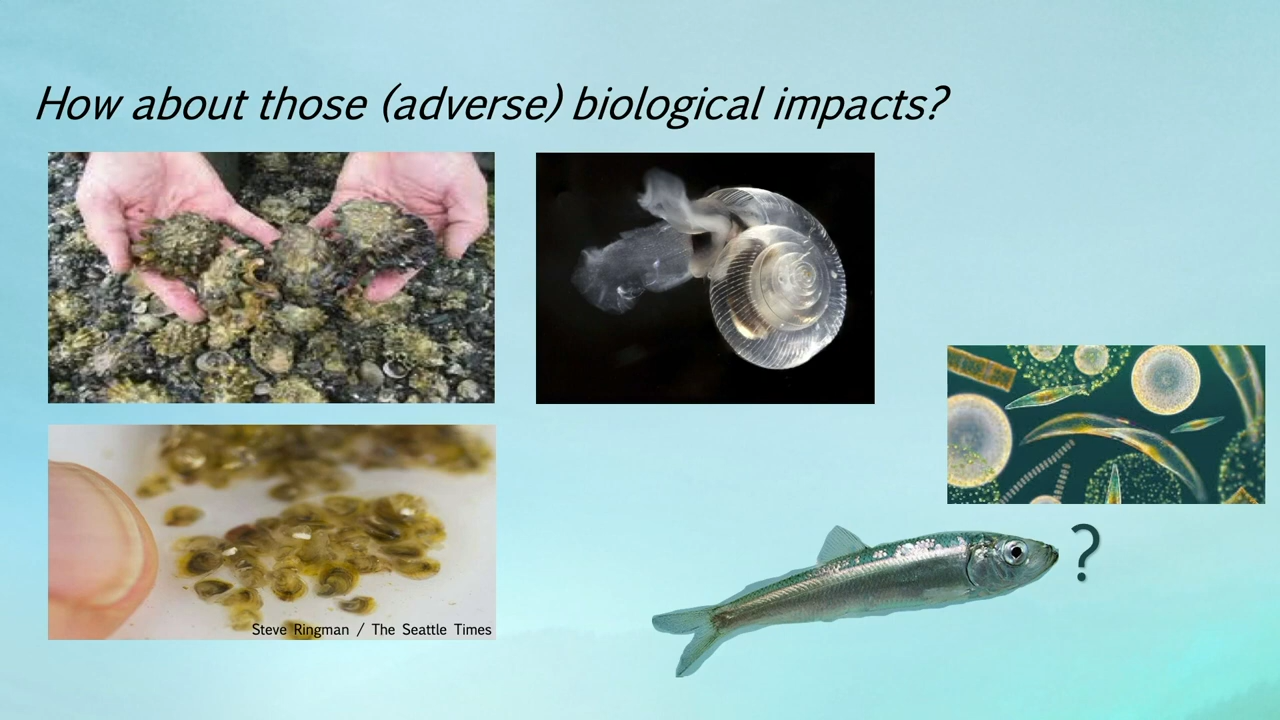 How about those (adverse) biological impacts?
Steve Ringman / The Seattle Times
?